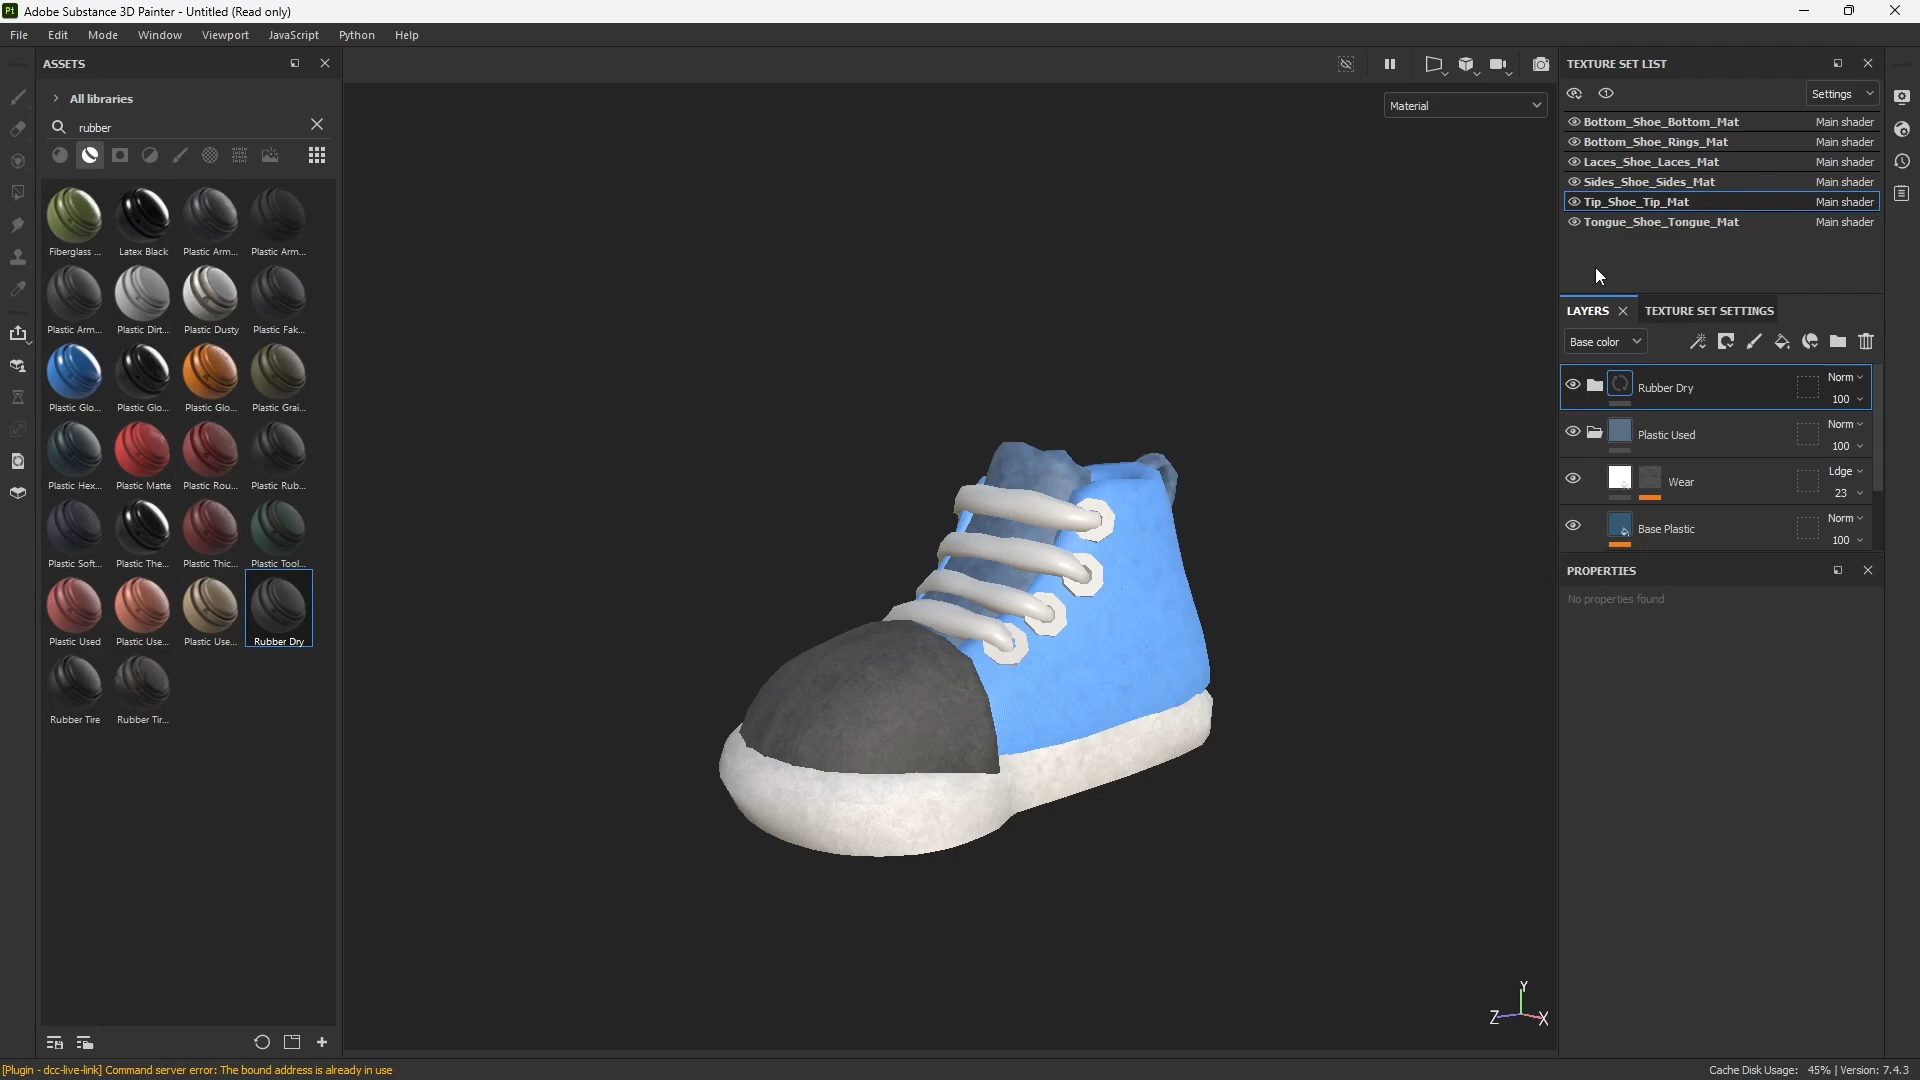 Pt Adobe Substance 3D Painter - Untitled (Read only)
File Edit Mode Window Viewport JavaScript Python Help
ASSETS
All libraries
rubber
Fiberglass ... Latex Black Plastic Arm... Plastic Arm...
Plastic Arm... Plastic Dirt... Plastic Dusty Plastic Fak...
Plastic Glo... Plastic Glo... Plastic Glo... Plastic Grai...
Plastic Hex... Plastic Matte Plastic Rou... Plastic Rub...
Plastic Soft... Plastic The... Plastic Thic... Plastic Tool...
Plastic Used Plastic Use... Plastic Use... Rubber Dry
Rubber Tire Rubber Tir...
Material
Y
Z X
TEXTURE SET LIST
Settings
Bottom_Shoe_Bottom_Mat Main shader
Bottom_Shoe_Rings_Mat Main shader
Laces_Shoe_Laces_Mat Main shader
Sides_Shoe_Sides_Mat Main shader
Tip_Shoe_Tip_Mat Main shader
Tongue_Shoe_Tongue_Mat Main shader
LAYERS TEXTURE SET SETTINGS
Base color
Rubber Dry Norm 100
Plastic Used Norm 100
Wear Ldge 23
Base Plastic Norm 100
PROPERTIES
No properties found
[Plugin - dcc-live-link] Command server error: The bound address is already in use
Cache Disk Usage: 45% | Version: 7.4.3